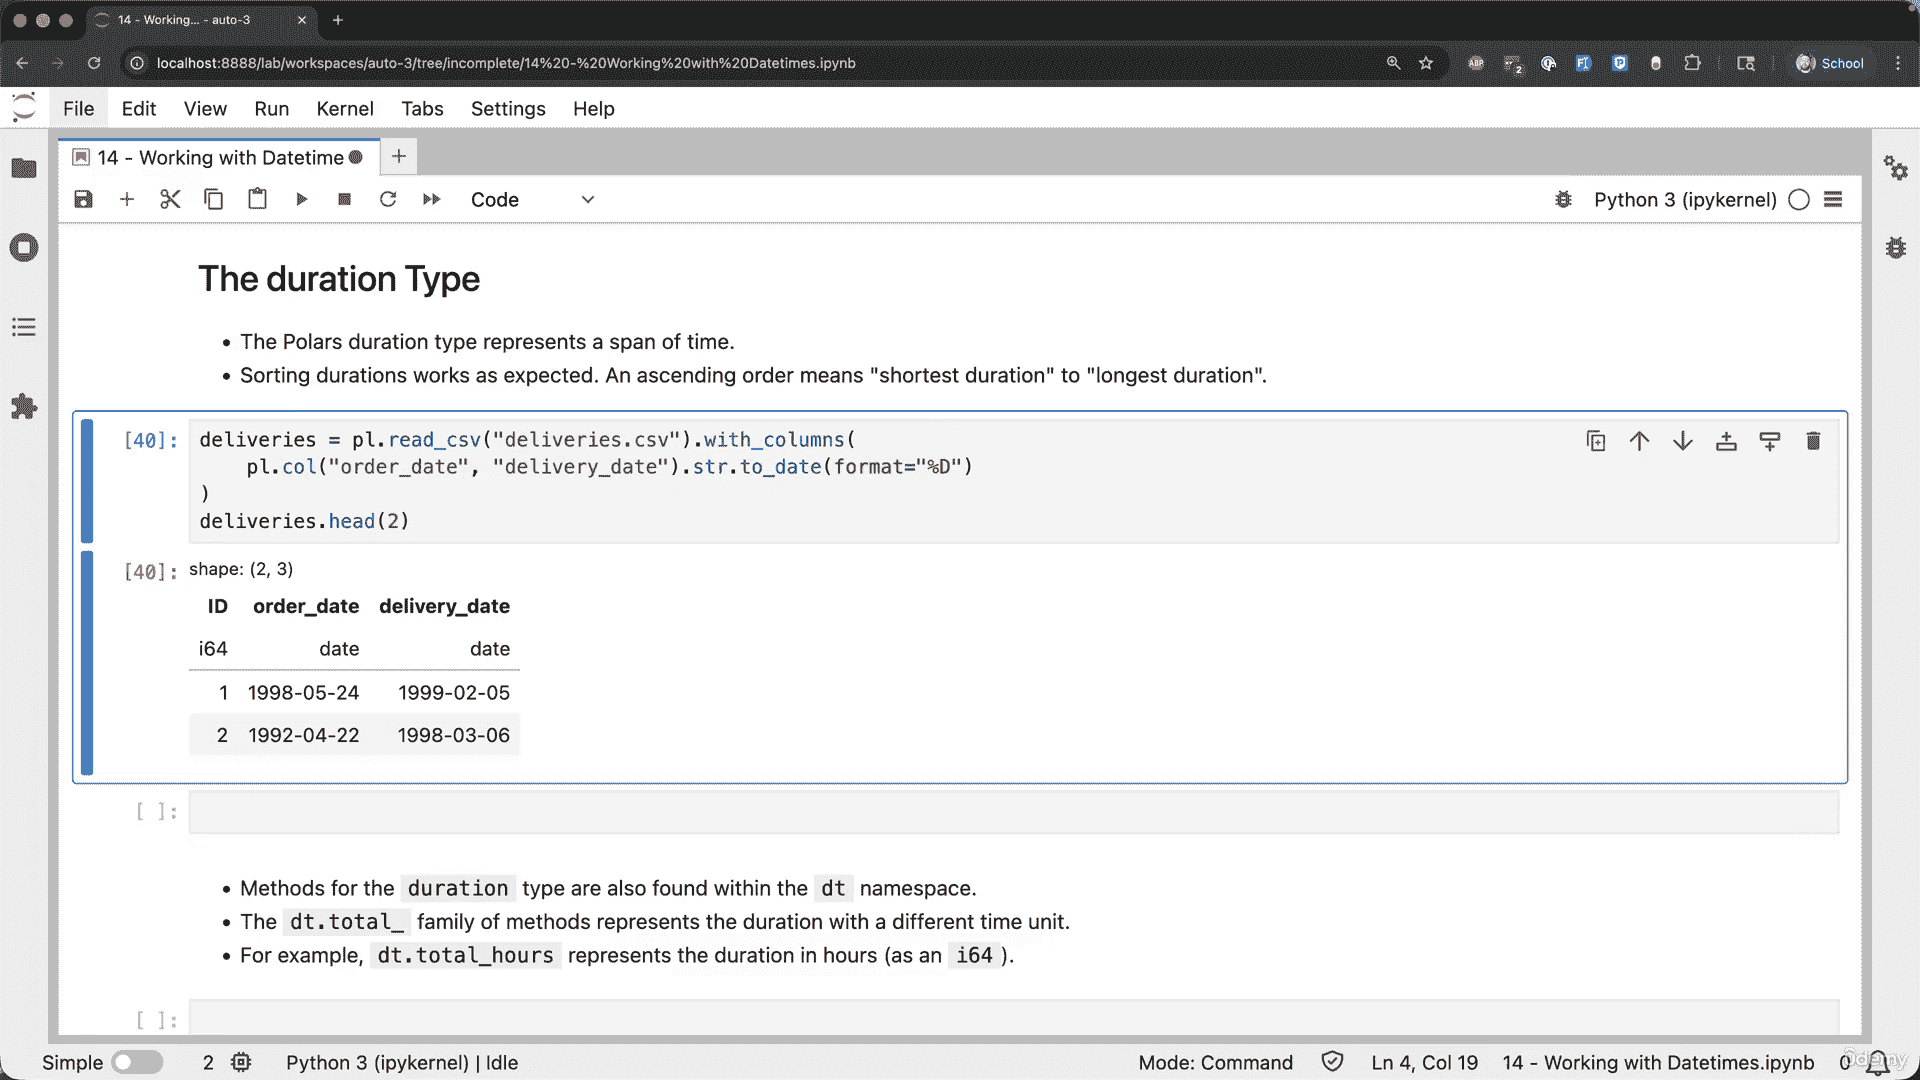 14 - Working... - auto-3
localhost:8888/lab/workspaces/auto-3/tree/incomplete/14%20-%20Working%20with%20Datetimes.ipynb
ABP
2
School
File Edit View Run Kernel Tabs Settings Help
14 - Working with Datetime
Code
Python 3 (ipykernel)
The duration Type
• The Polars duration type represents a span of time.
• Sorting durations works as expected. An ascending order means "shortest duration" to "longest duration".
[40]: deliveries = pl.read_csv("deliveries.csv").with_columns(
pl.col("order_date", "delivery_date").str.to_date(format="%D")
)
deliveries.head(2)
[40]: shape: (2, 3)
ID order_date delivery_date
i64 date date
1 1998-05-24 1999-02-05
2 1992-04-22 1998-03-06
[ ]:
• Methods for the duration type are also found within the dt namespace.
• The dt.total_ family of methods represents the duration with a different time unit.
• For example, dt.total_hours represents the duration in hours (as an i64 ).
[ ]:
Simple 2 Python 3 (ipykernel) | Idle Mode: Command Ln 4, Col 19 14 - Working with Datetimes.ipynb 0
udemy